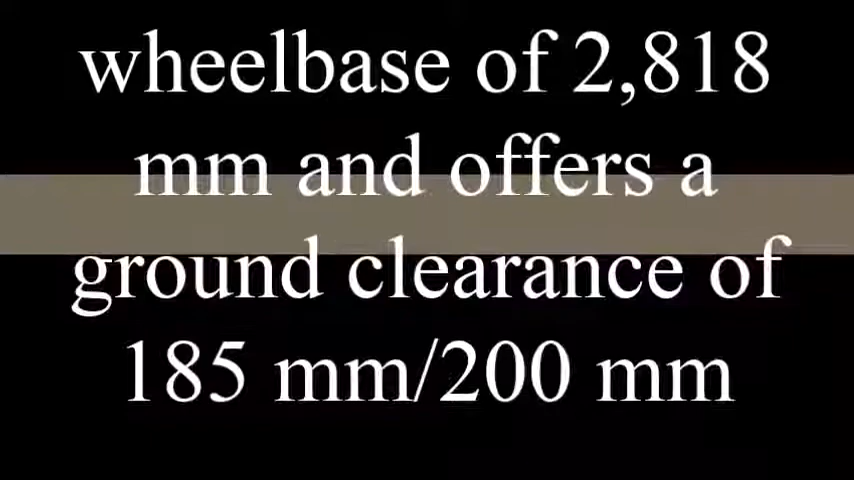 wheelbase of 2,818
mm and offers a
ground clearance of
185 mm/200 mm